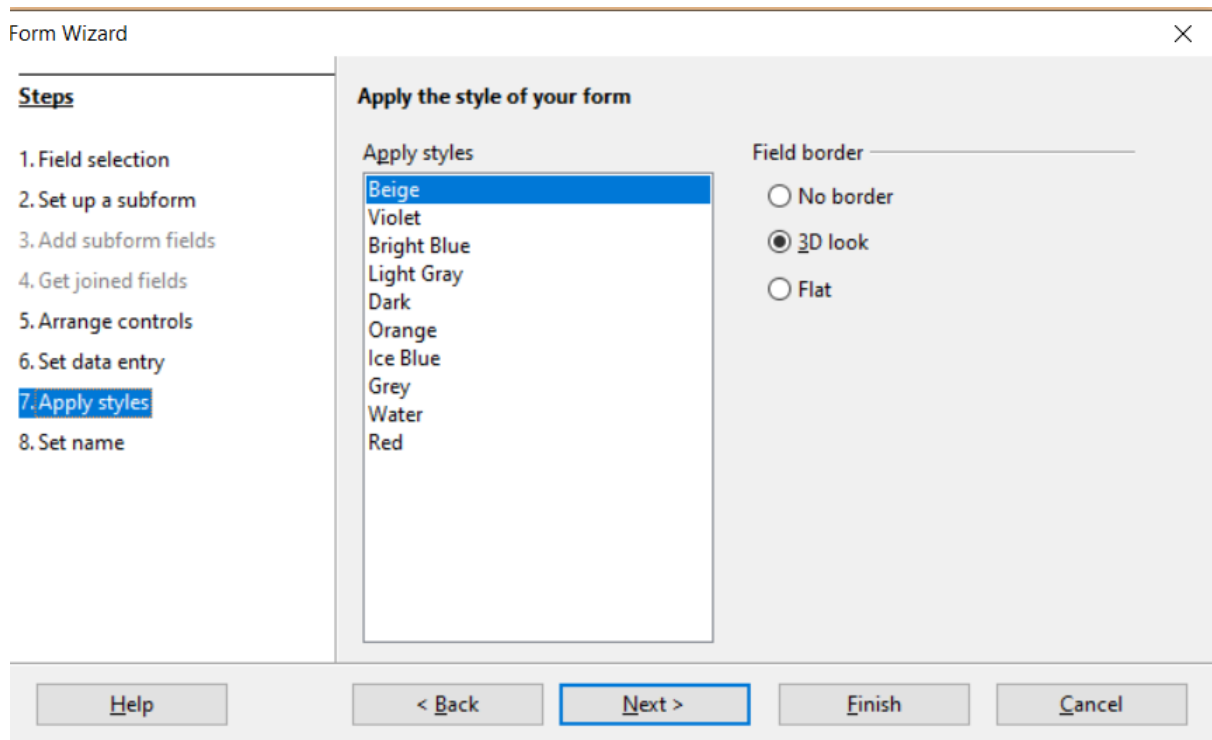 Form Wizard
Steps
1. Field selection
2. Set up a subform
3. Add subform fields
4. Get joined fields
5. Arrange controls
6. Set data entry
7. Apply styles
8. Set name
Apply the style of your form
Apply styles
Beige
Violet
Bright Blue
Light Gray
Dark
Orange
Ice Blue
Grey
Water
Red
Field border
No border
3D look
Flat
Help
< Back
Next >
Finish
Cancel